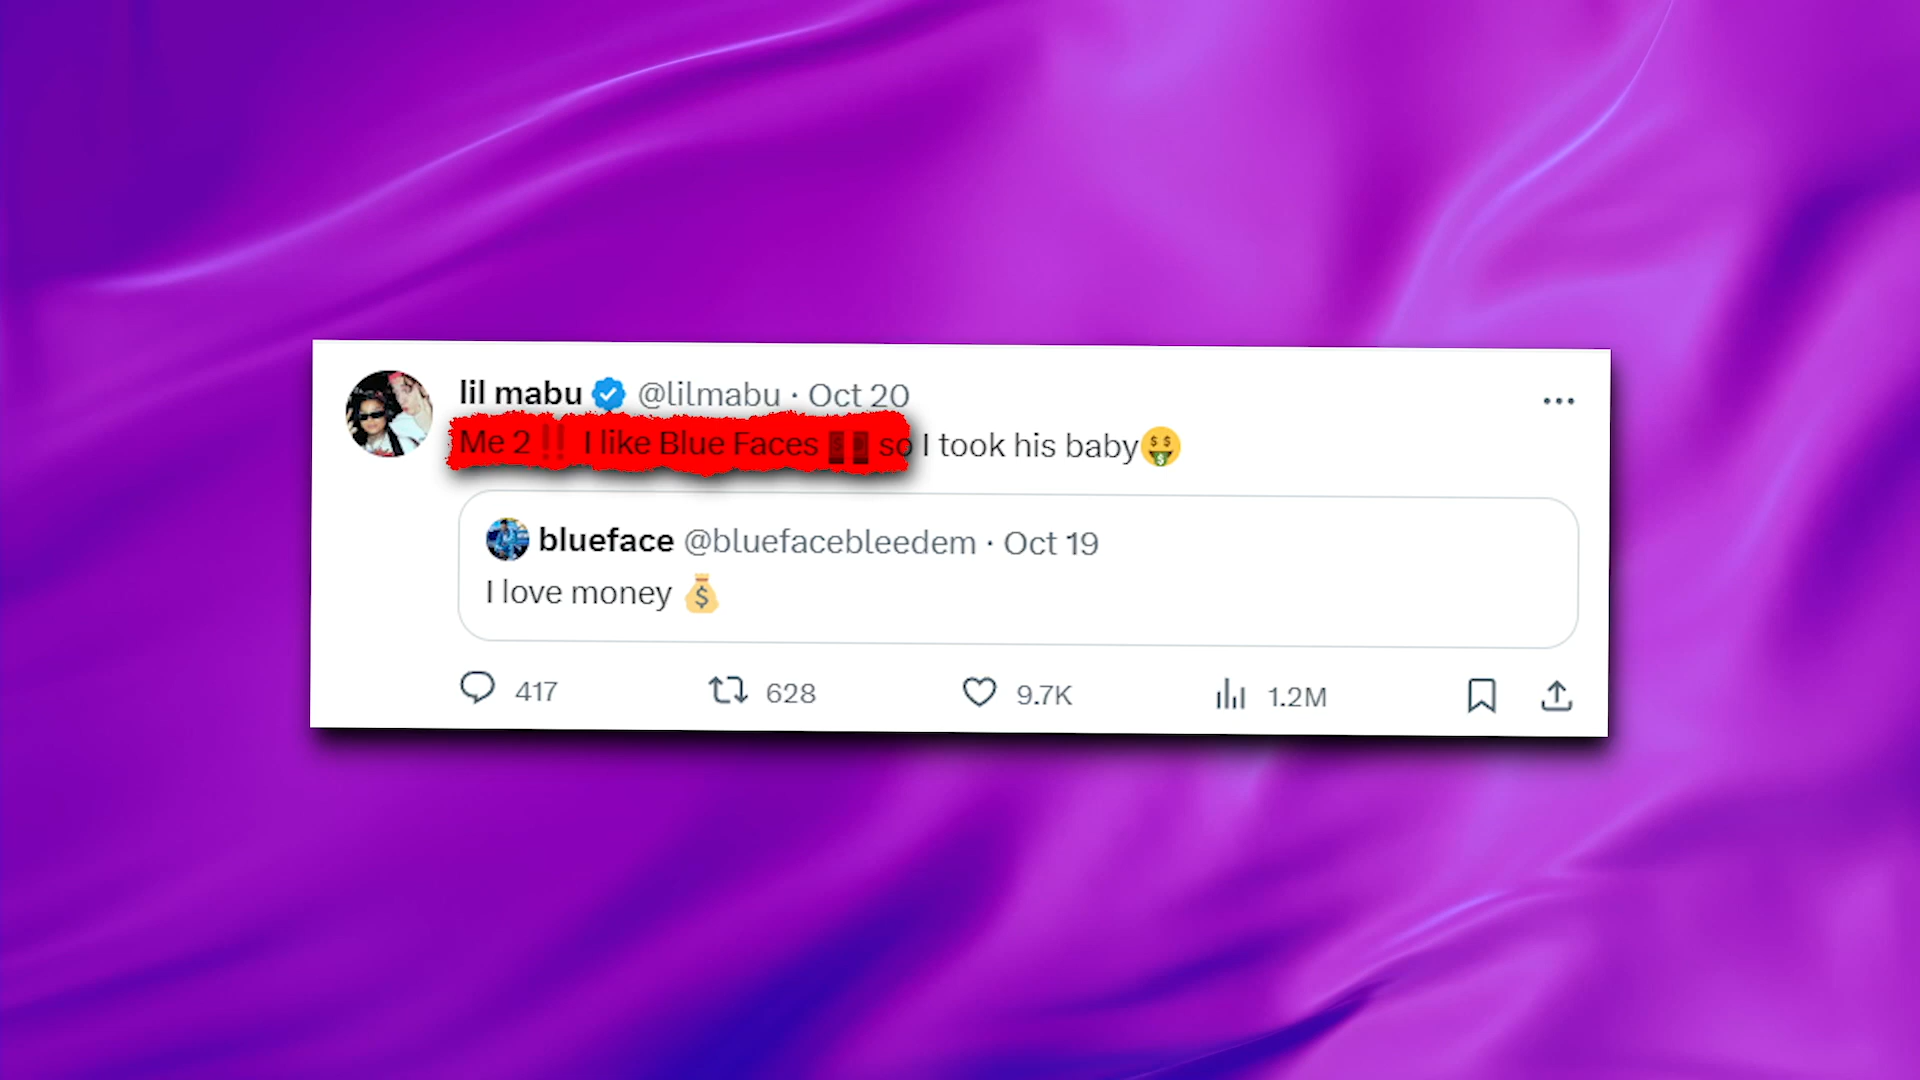 lil mabu @lilmabu · Oct 20
Me 2‼️ I like Blue Faces 💵💵 so I took his baby🤑
blueface @bluefacebleedem · Oct 19
I love money 💰
417 628 9.7K 1.2M